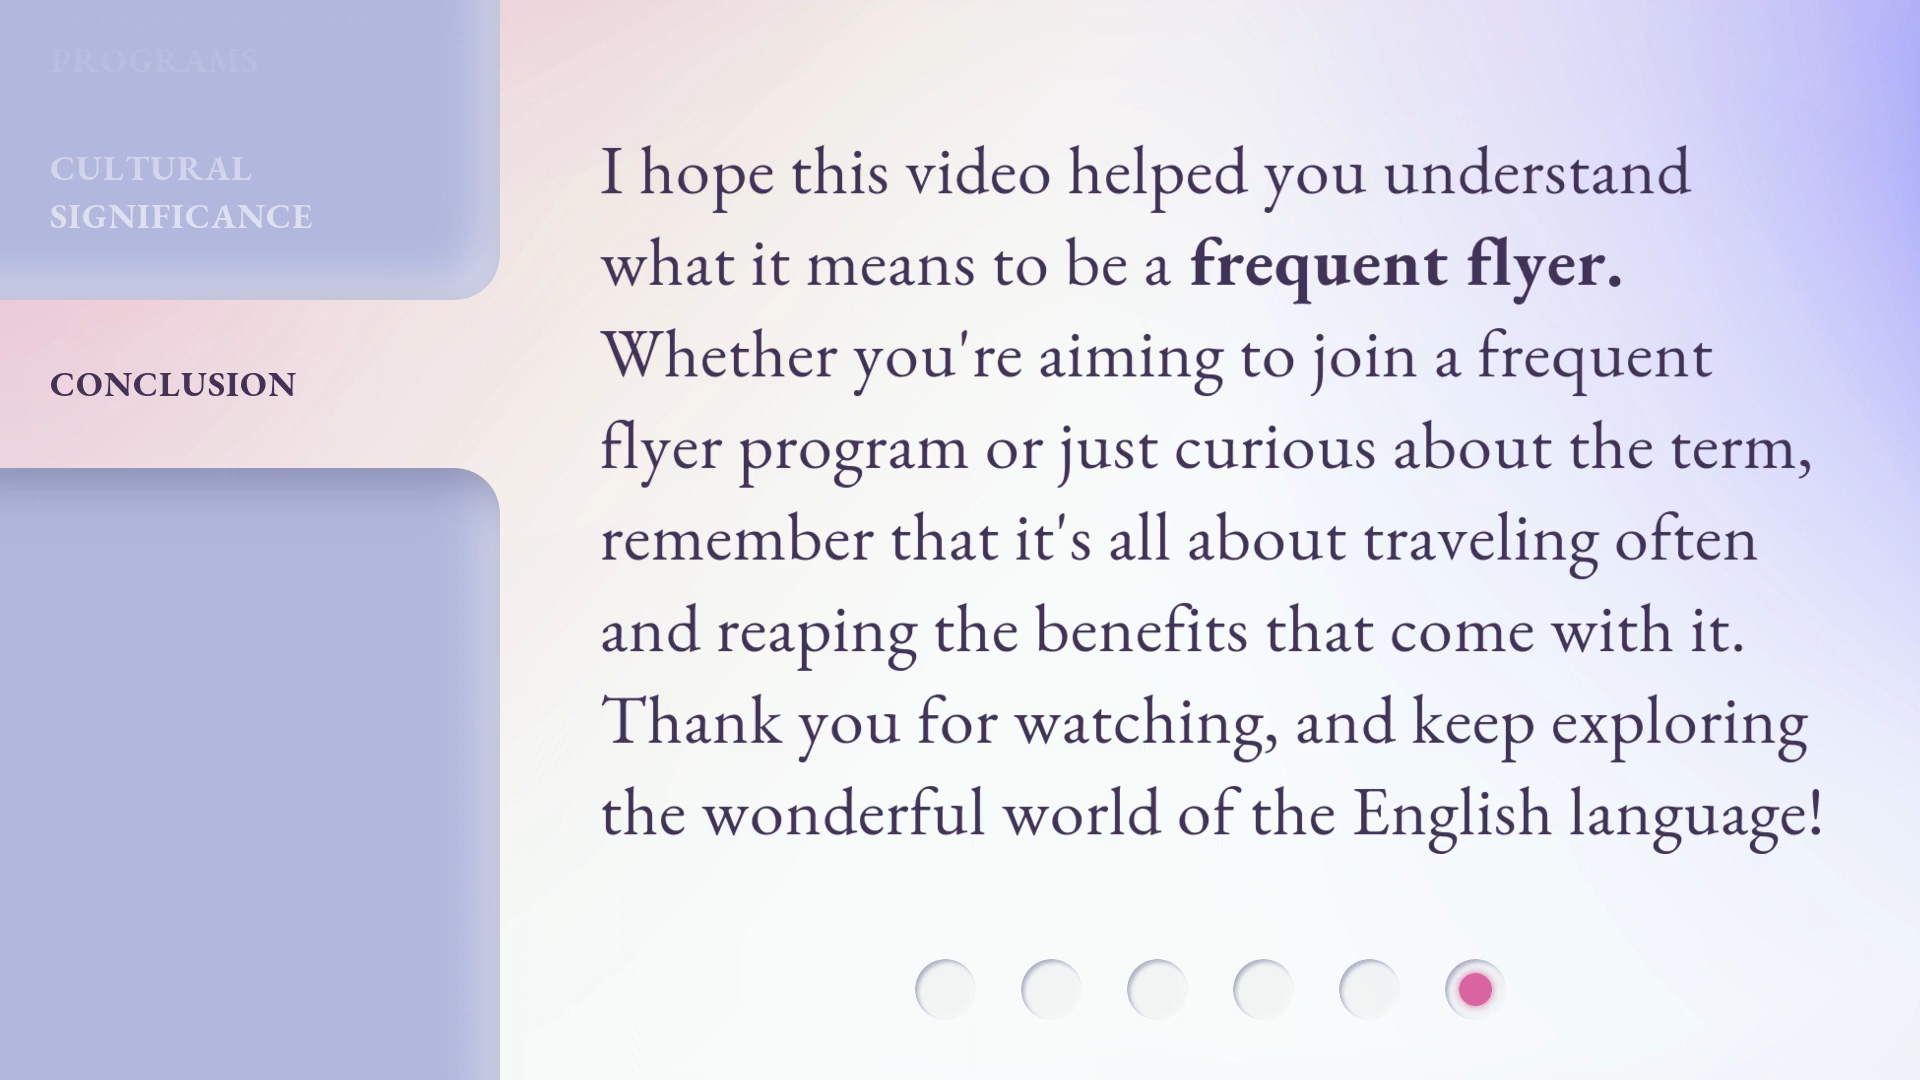 PROGRAMS
CULTURAL
SIGNIFICANCE
CONCLUSION
I hope this video helped you understand
what it means to be a frequent flyer.
Whether you're aiming to join a frequent
flyer program or just curious about the term,
remember that it's all about traveling often
and reaping the benefits that come with it.
Thank you for watching, and keep exploring
the wonderful world of the English language!